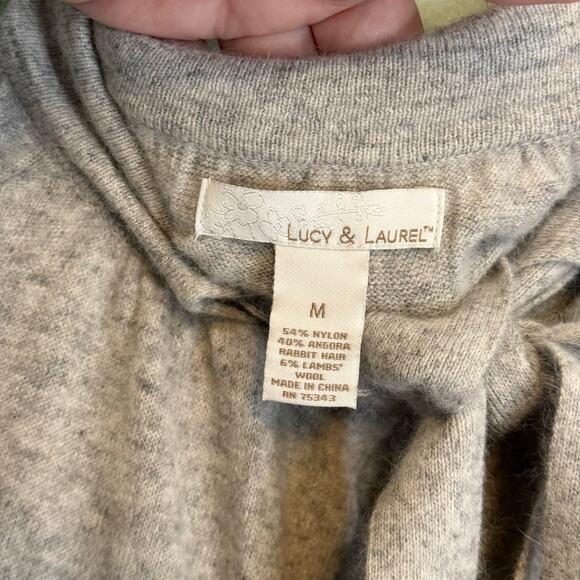 LUCY & LAUREL™
M
54% NYLON
40% ANGORA
RABBIT HAIR
6% LAMBS'
WOOL
MADE IN CHINA
RN 75343